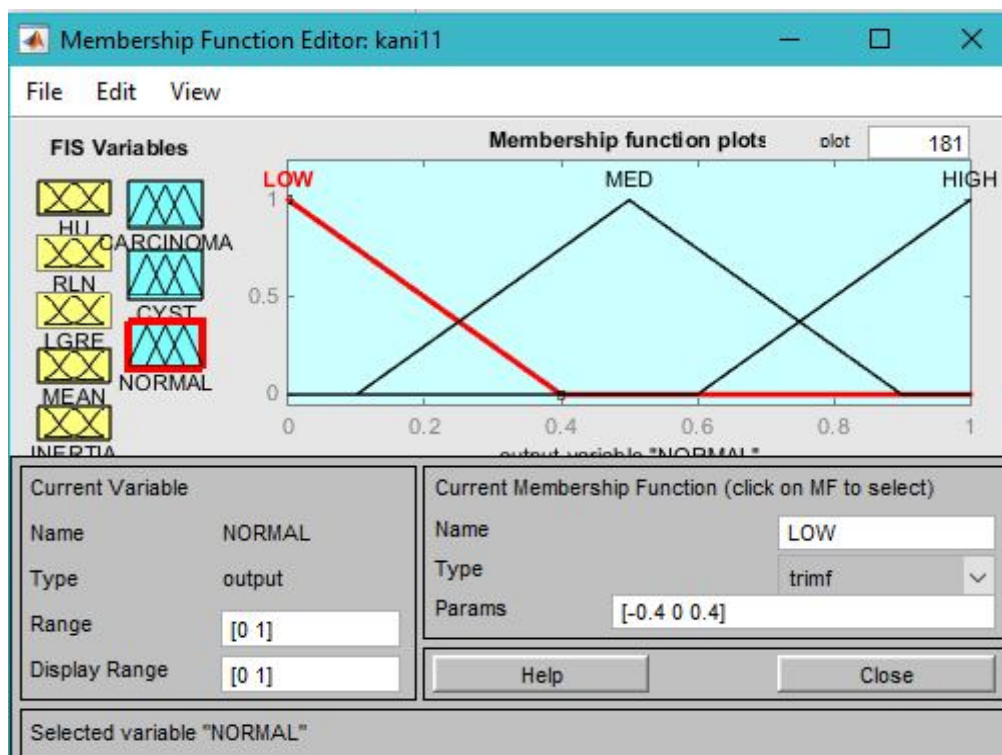 Membership Function Editor: kani11
File Edit View
FIS Variables
Membership function plots
plot
181
LOW
MED
HIGH
HU
CARCINOMA
RLN
CYST
LGRE
NORMAL
MEAN
INERTIA
1
0.5
0
0 0.2 0.4 0.6 0.8 1
output variable "NORMAL"
Current Variable
Name NORMAL
Type output
Range [0 1]
Display Range [0 1]
Current Membership Function (click on MF to select)
Name LOW
Type trimf
Params [-0.4 0 0.4]
Help Close
Selected variable "NORMAL"